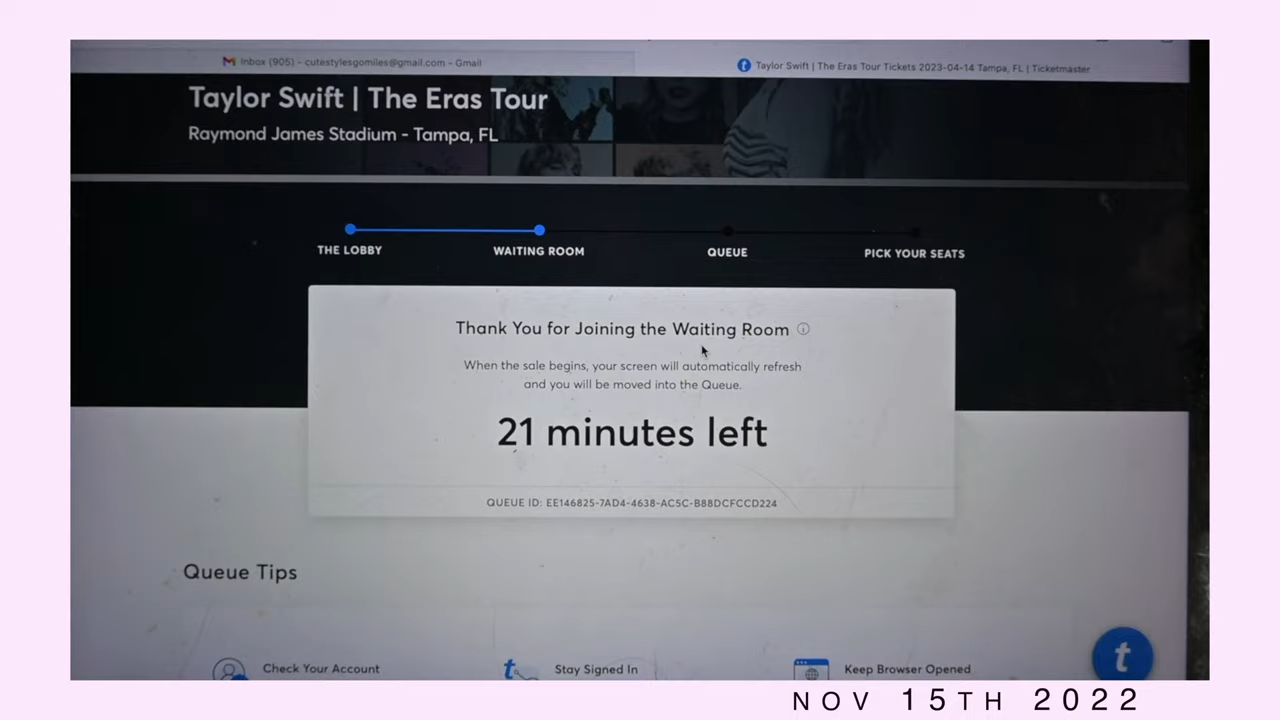 Inbox (905) - cutestylesgomiles@gmail.com - Gmail
Taylor Swift | The Eras Tour Tickets 2023-04-14 Tampa, FL | Ticketmaster
Taylor Swift | The Eras Tour
Raymond James Stadium - Tampa, FL
THE LOBBY
WAITING ROOM
QUEUE
PICK YOUR SEATS
Thank You for Joining the Waiting Room
When the sale begins, your screen will automatically refresh
and you will be moved into the Queue.
21 minutes left
QUEUE ID: EE146825-7AD4-4638-AC5C-B88DCFCCD224
Queue Tips
Check Your Account
Stay Signed In
Keep Browser Opened
t
NOV 15TH 2022